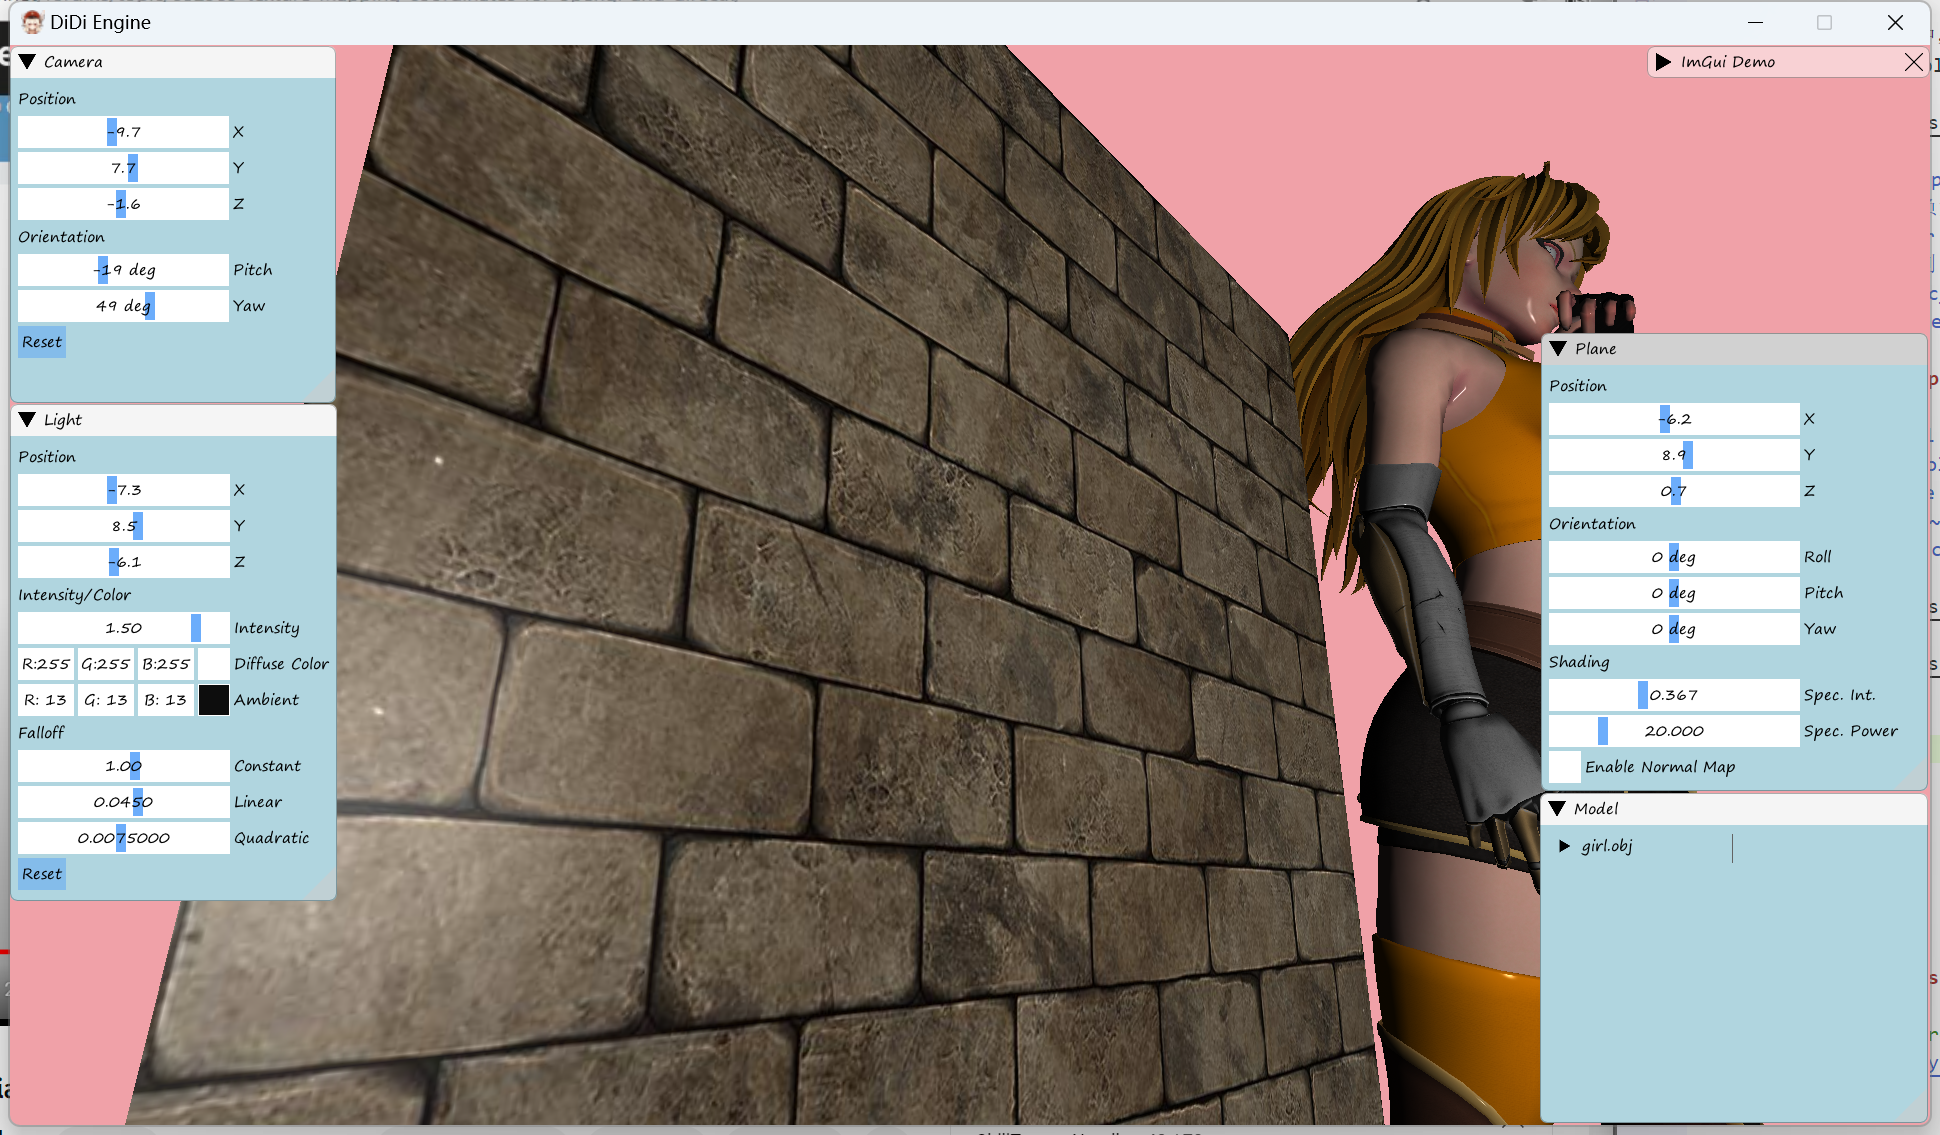 DiDi Engine
Camera
Position
-9.7 X
7.7 Y
-1.6 Z
Orientation
-19 deg Pitch
49 deg Yaw
Reset
Light
Position
-7.3 X
8.5 Y
-6.1 Z
Intensity/Color
1.50 Intensity
R:255 G:255 B:255 Diffuse Color
R: 13 G: 13 B: 13 Ambient
Falloff
1.00 Constant
0.0450 Linear
0.0075000 Quadratic
Reset
ImGui Demo
Plane
Position
-6.2 X
8.9 Y
0.7 Z
Orientation
0 deg Roll
0 deg Pitch
0 deg Yaw
Shading
0.367 Spec. Int.
20.000 Spec. Power
Enable Normal Map
Model
girl.obj